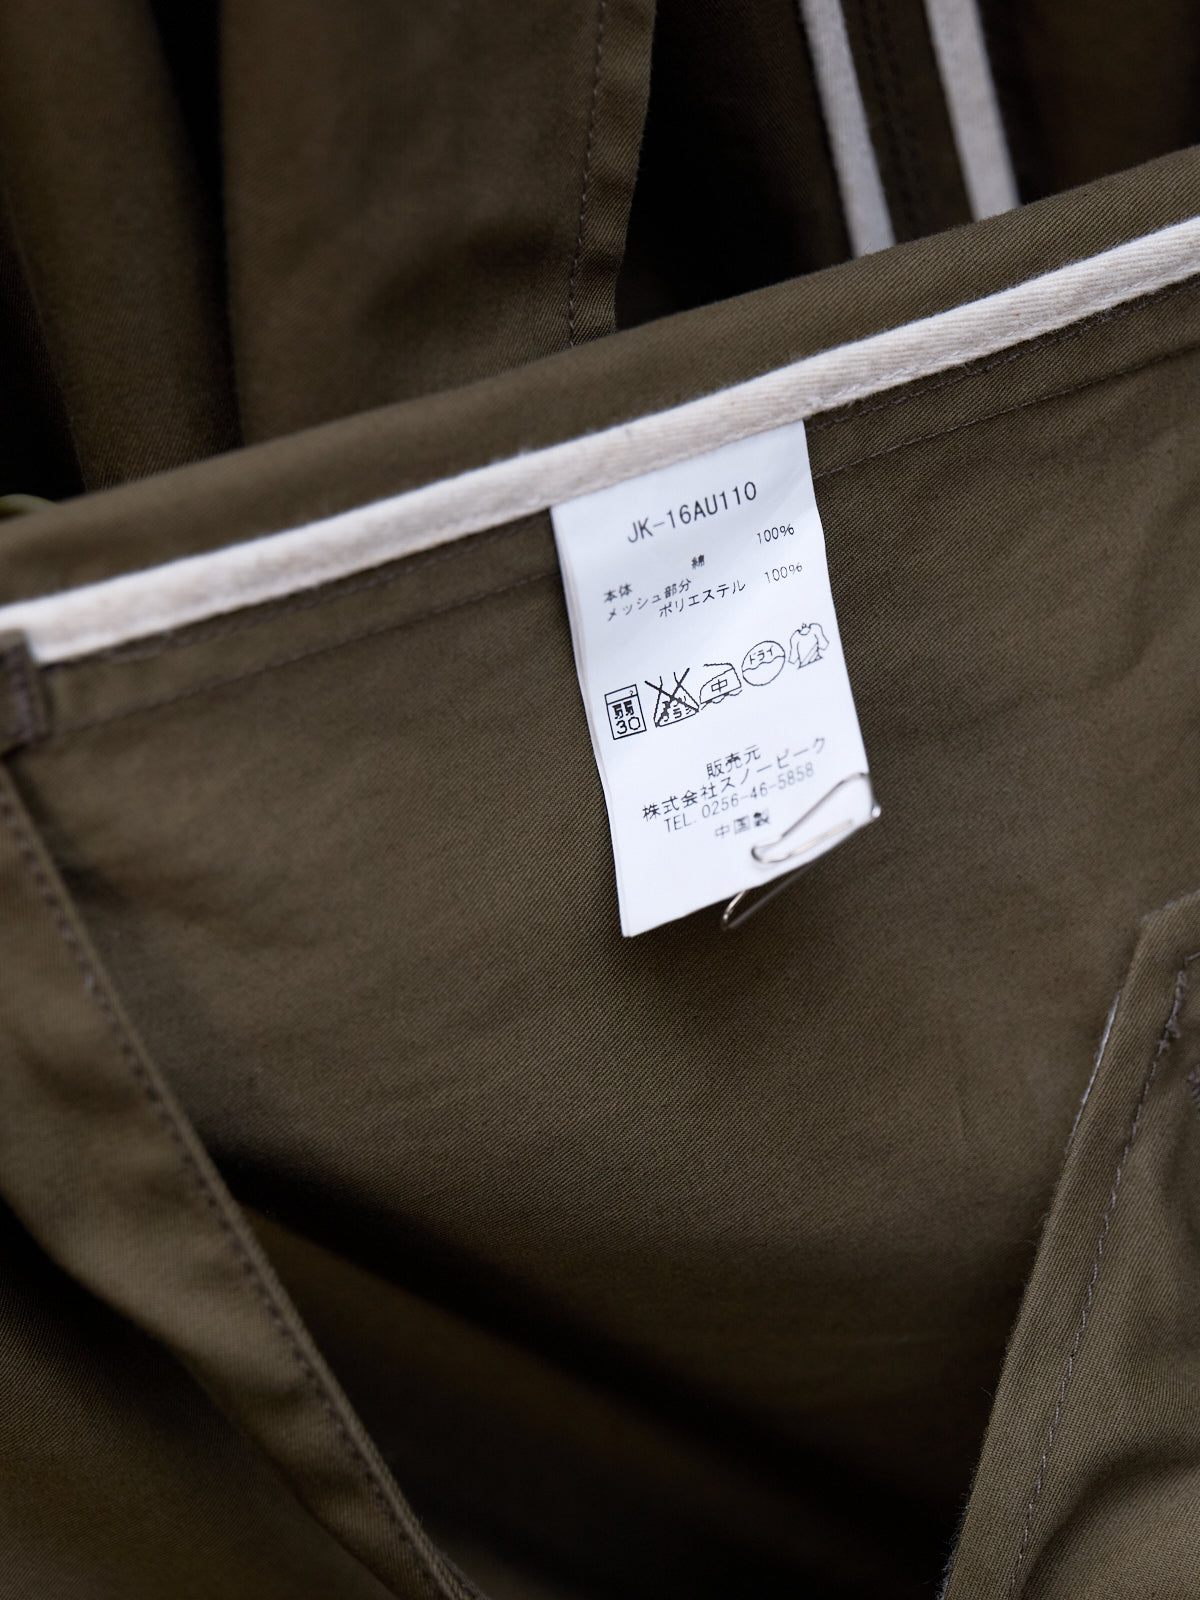 JK-16AU110
本体 綿 100%
メッシュ部分
ポリエステル 100%
弱 30
中
ドライ
販売元
株式会社スノーピーク
TEL. 0256-46-5858
中国製